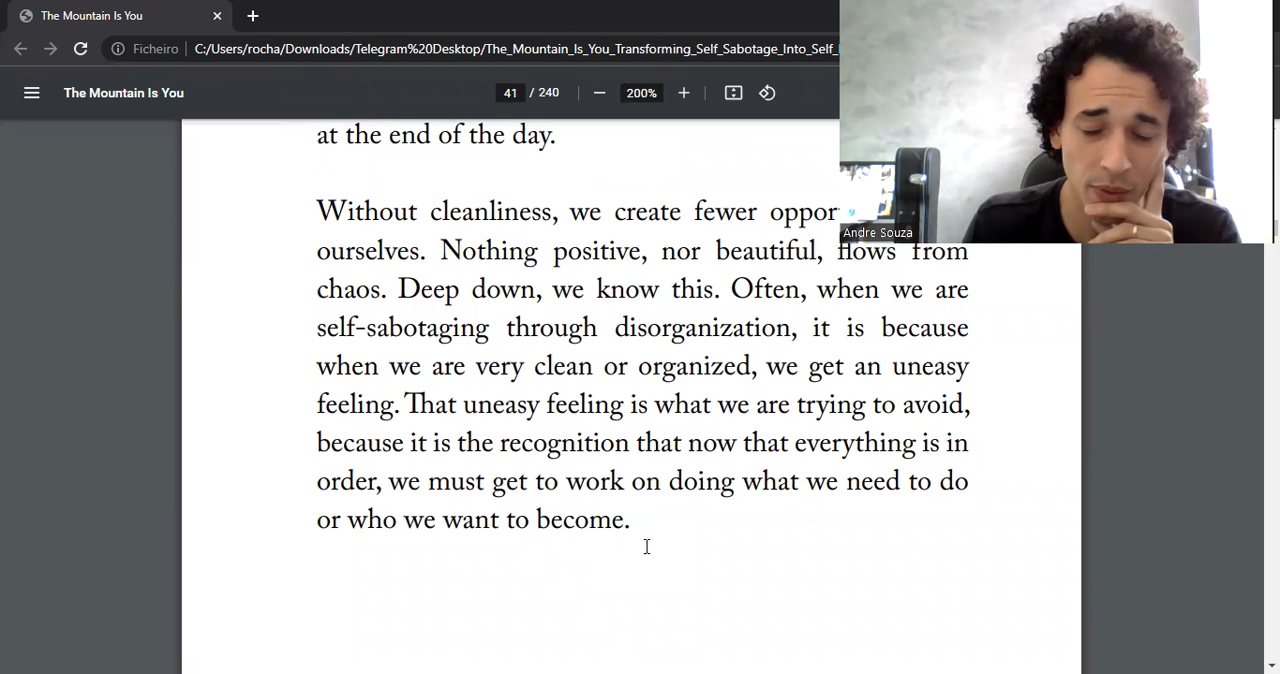 The Mountain Is You
Ficheiro
C:/Users/rocha/Downloads/Telegram%20Desktop/The_Mountain_Is_You_Transforming_Self_Sabotage_Into_Self_
The Mountain Is You
41 / 240
200%
at the end of the day.
Without cleanliness, we create fewer
ourselves. Nothing positive, nor beautiful, flows from
chaos. Deep down, we know this. Often, when we are
self-sabotaging through disorganization, it is because
when we are very clean or organized, we get an uneasy
feeling. That uneasy feeling is what we are trying to avoid,
because it is the recognition that now that everything is in
order, we must get to work on doing what we need to do
or who we want to become.
Andre Souza